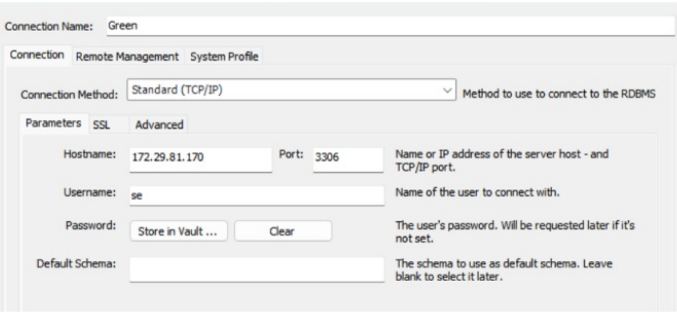 Connection Name: Green
Connection Remote Management System Profile
Connection Method: Standard (TCP/IP) Method to use to connect to the RDBMS
Parameters SSL Advanced
Hostname: 172.29.81.170 Port: 3306 Name or IP address of the server host - and
TCP/IP port.
Username: se Name of the user to connect with.
Password: Store in Vault ... Clear The user's password. Will be requested later if it's
not set.
Default Schema: The schema to use as default schema. Leave
blank to select it later.